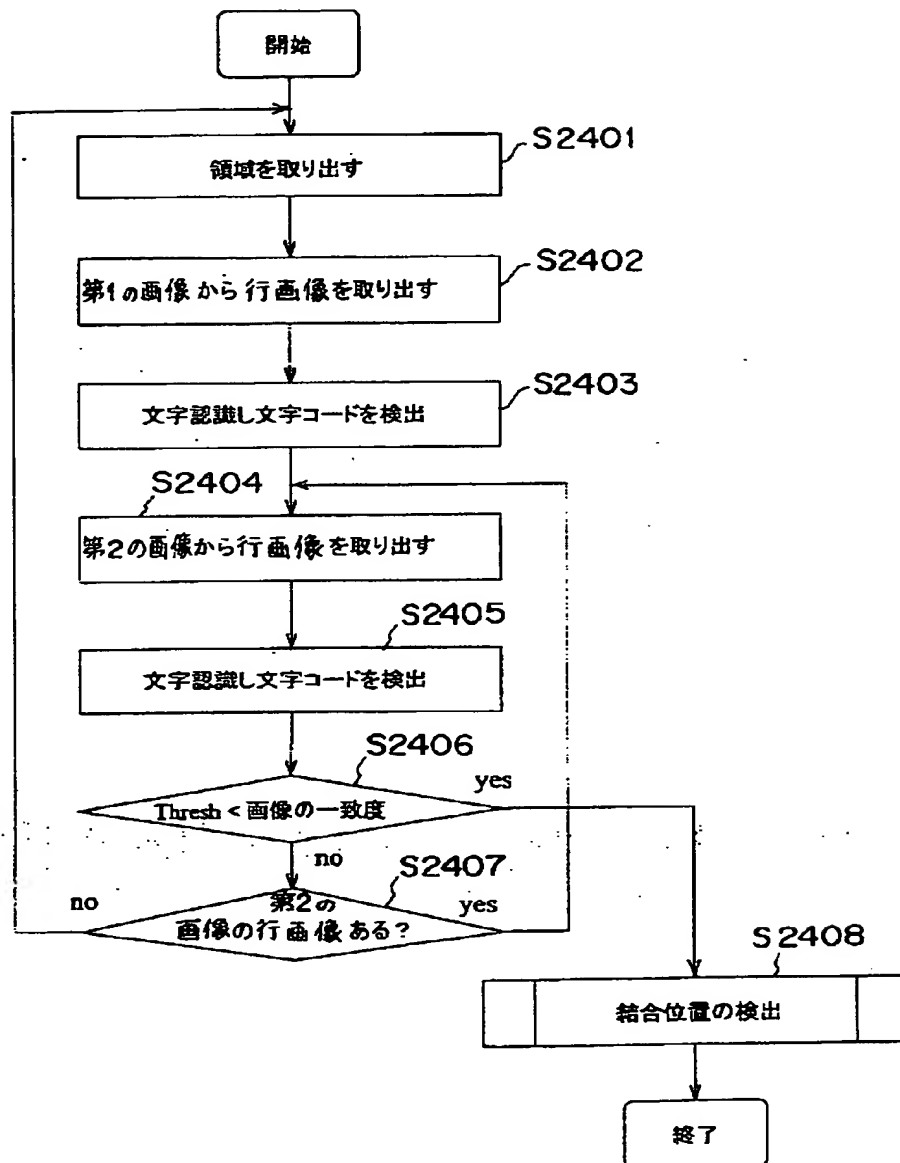 開始
S2401
領域を取り出す
S2402
第1の画像から行画像を取り出す
S2403
文字認識し文字コードを検出
S2404
第2の画像から行画像を取り出す
S2405
文字認識し文字コードを検出
S2406
Thresh < 画像の一致度
yes
no
S2407
第2の
画像の行画像ある?
no
yes
S2408
結合位置の検出
終了